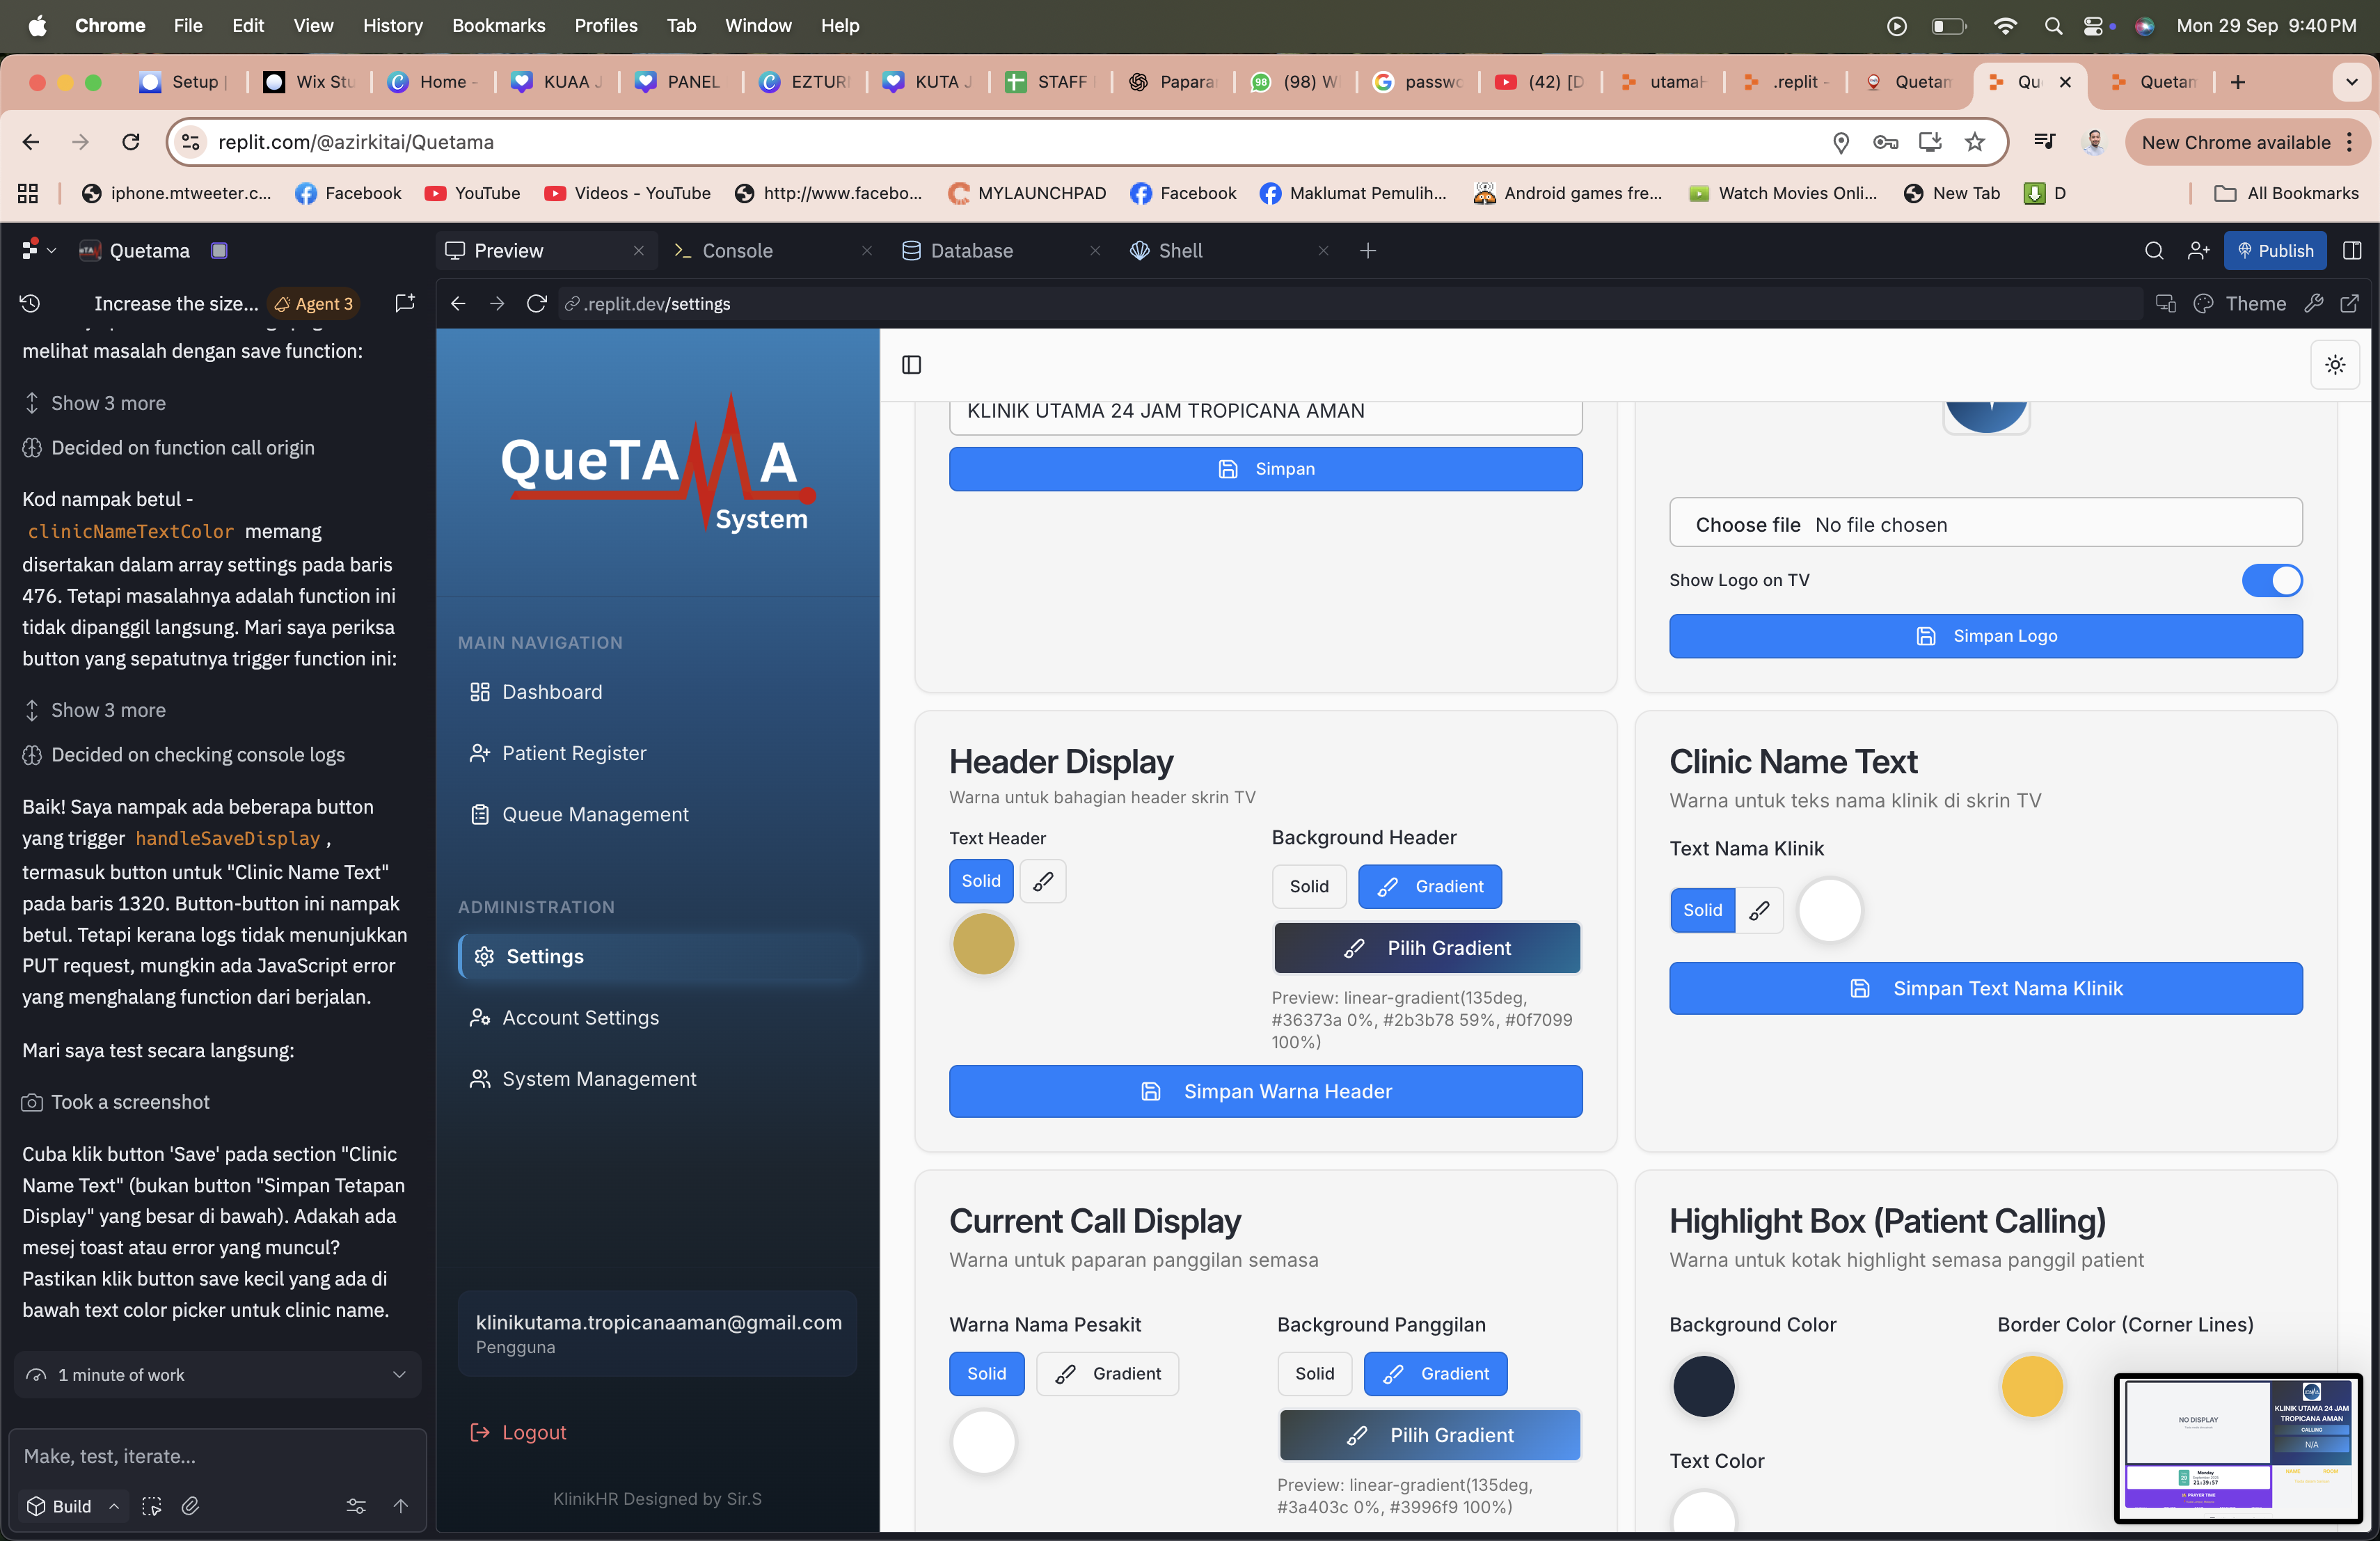 Chrome File Edit View History Bookmarks Profiles Tab Window Help Mon 29 Sep 9:40 PM
Setup Wix Stu Home - KUAA J PANEL EZTUR KUTA J STAFF Papara (98) W passwo (42) [D utamaH .replit - Quetam Qu Quetam
replit.com/@azirkitai/Quetama New Chrome available
iphone.mtweeter.c... Facebook YouTube Videos - YouTube http://www.facebo... MYLAUNCHPAD Facebook Maklumat Pemulih... Android games fre... Watch Movies Onli... New Tab D All Bookmarks
Quetama Preview Console Database Shell Publish
Increase the size... Agent 3 .replit.dev/settings Theme
melihat masalah dengan save function:
Show 3 more
Decided on function call origin
Kod nampak betul -
clinicNameTextColor memang
disertakan dalam array settings pada baris
476. Tetapi masalahnya adalah function ini
tidak dipanggil langsung. Mari saya periksa
button yang sepatutnya trigger function ini:
Show 3 more
Decided on checking console logs
Baik! Saya nampak ada beberapa button
yang trigger handleSaveDisplay ,
termasuk button untuk "Clinic Name Text"
pada baris 1320. Button-button ini nampak
betul. Tetapi kerana logs tidak menunjukkan
PUT request, mungkin ada JavaScript error
yang menghalang function dari berjalan.
Mari saya test secara langsung:
Took a screenshot
Cuba klik button 'Save' pada section "Clinic
Name Text" (bukan button "Simpan Tetapan
Display" yang besar di bawah). Adakah ada
mesej toast atau error yang muncul?
Pastikan klik button save kecil yang ada di
bawah text color picker untuk clinic name.
1 minute of work
Make, test, iterate...
Build
QueTAMA
System
MAIN NAVIGATION
Dashboard
Patient Register
Queue Management
ADMINISTRATION
Settings
Account Settings
System Management
klinikutama.tropicanaaman@gmail.com
Pengguna
Logout
KlinikHR Designed by Sir.S
KLINIK UTAMA 24 JAM TROPICANA AMAN
Simpan
Choose file No file chosen
Show Logo on TV
Simpan Logo
Header Display
Warna untuk bahagian header skrin TV
Text Header
Solid
Background Header
Solid Gradient
Pilih Gradient
Preview: linear-gradient(135deg,
#36373a 0%, #2b3b78 59%, #0f7099
100%)
Simpan Warna Header
Clinic Name Text
Warna untuk teks nama klinik di skrin TV
Text Nama Klinik
Solid
Simpan Text Nama Klinik
Current Call Display
Warna untuk paparan panggilan semasa
Warna Nama Pesakit
Solid Gradient
Background Panggilan
Solid Gradient
Pilih Gradient
Preview: linear-gradient(135deg,
#3a403c 0%, #3996f9 100%)
Highlight Box (Patient Calling)
Warna untuk kotak highlight semasa panggil patient
Background Color
Border Color (Corner Lines)
Text Color
NO DISPLAY
KLINIK UTAMA 24 JAM
TROPICANA AMAN
CALLING
N/A
NAME ROOM
Monday
21:39:57
PRAYER TIME